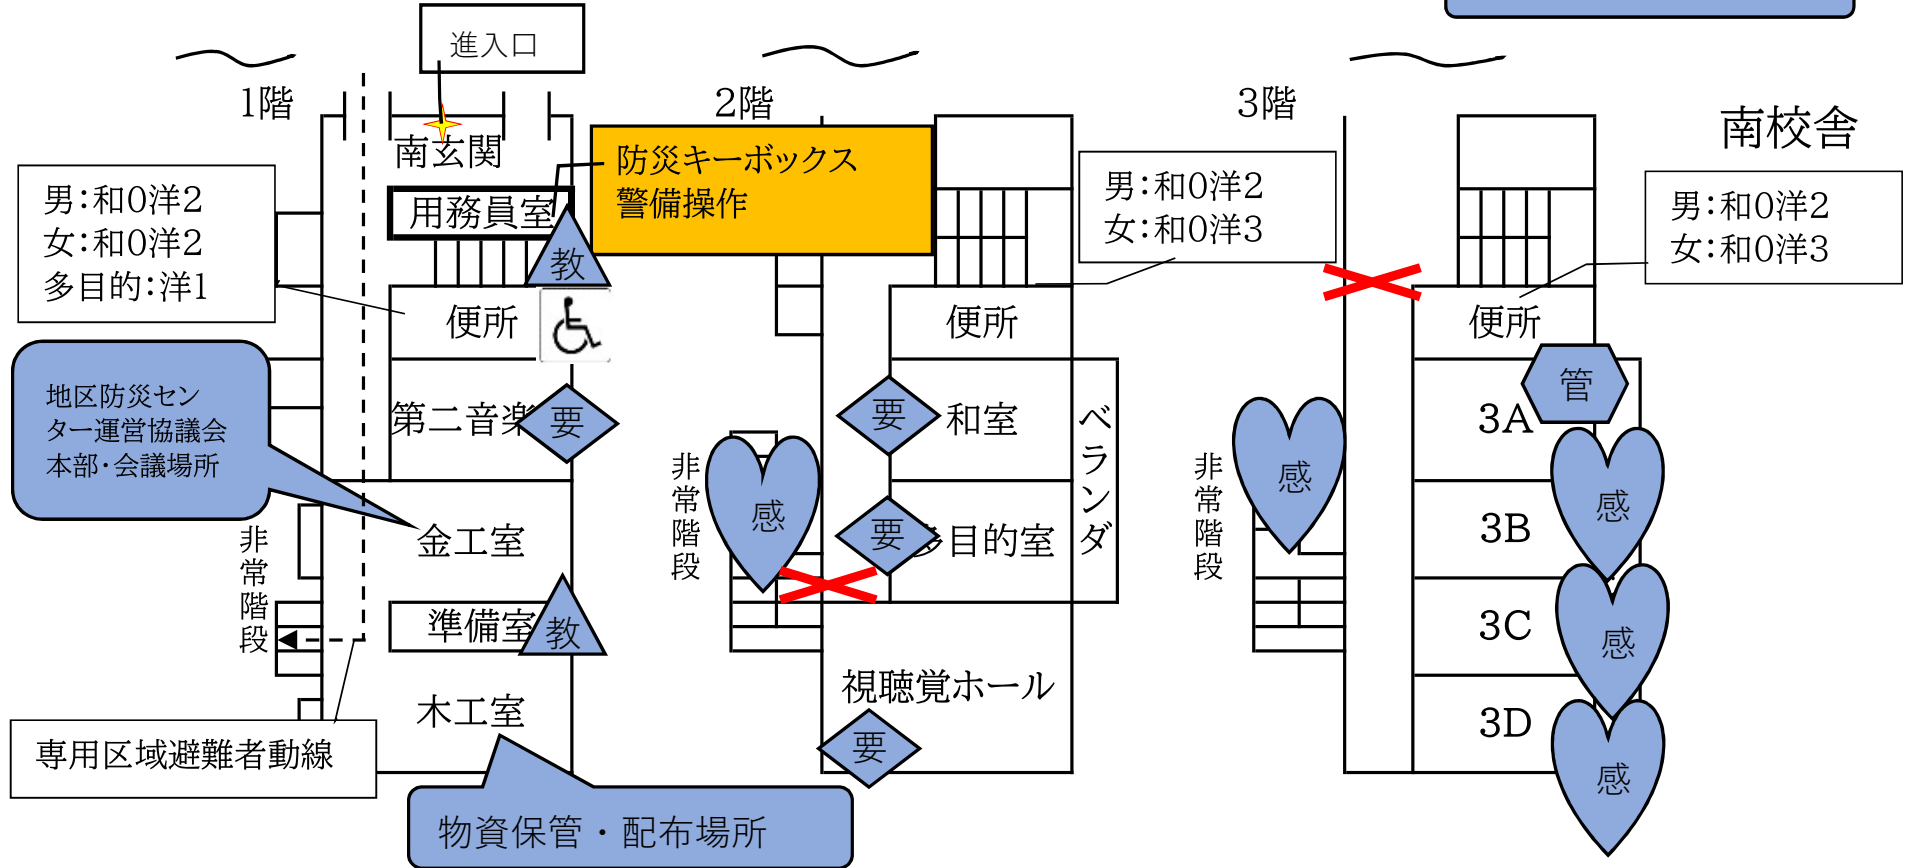 進入口
1階
2階
3階
南校舎
南玄関
防災キーボックス
警備操作
男：和0洋2
女：和0洋2
多目的：洋1
用務員室
教
男：和0洋2
女：和0洋3
男：和0洋2
女：和0洋3
便所
便所
便所
地区防災セン
ター運営協議会
本部・会議場所
第二音楽
要
要
和室
ベランダ
管
3A
感
非常階段
感
非常階段
感
金工室
要
多目的室
3B
非常階段
準備室
教
感
3C
視聴覚ホール
木工室
要
3D
感
専用区域避難者動線
物資保管・配布場所